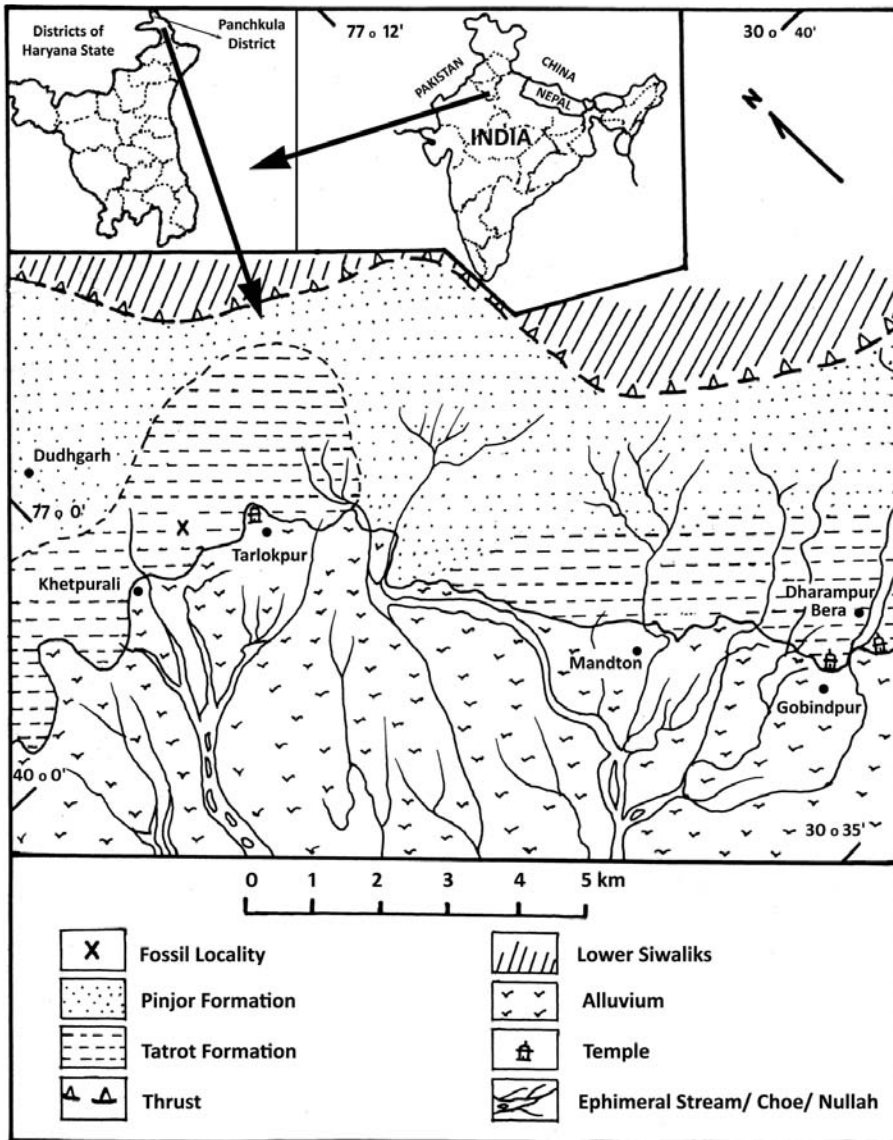 Districts of
Haryana State
Panchkula
District
77 o 12'
30 o 40'
PAKISTAN
CHINA
NEPAL
INDIA
N
Dudhgarh
77 o 0'
Tarlokpur
Khetpurali
Dharampur
Bera
Mandton
Gobindpur
40 o 0'
30 o 35'
0 1 2 3 4 5 km
X Fossil Locality
Lower Siwaliks
Pinjor Formation
Alluvium
Tatrot Formation
Temple
Thrust
Ephimeral Stream/ Choe/ Nullah